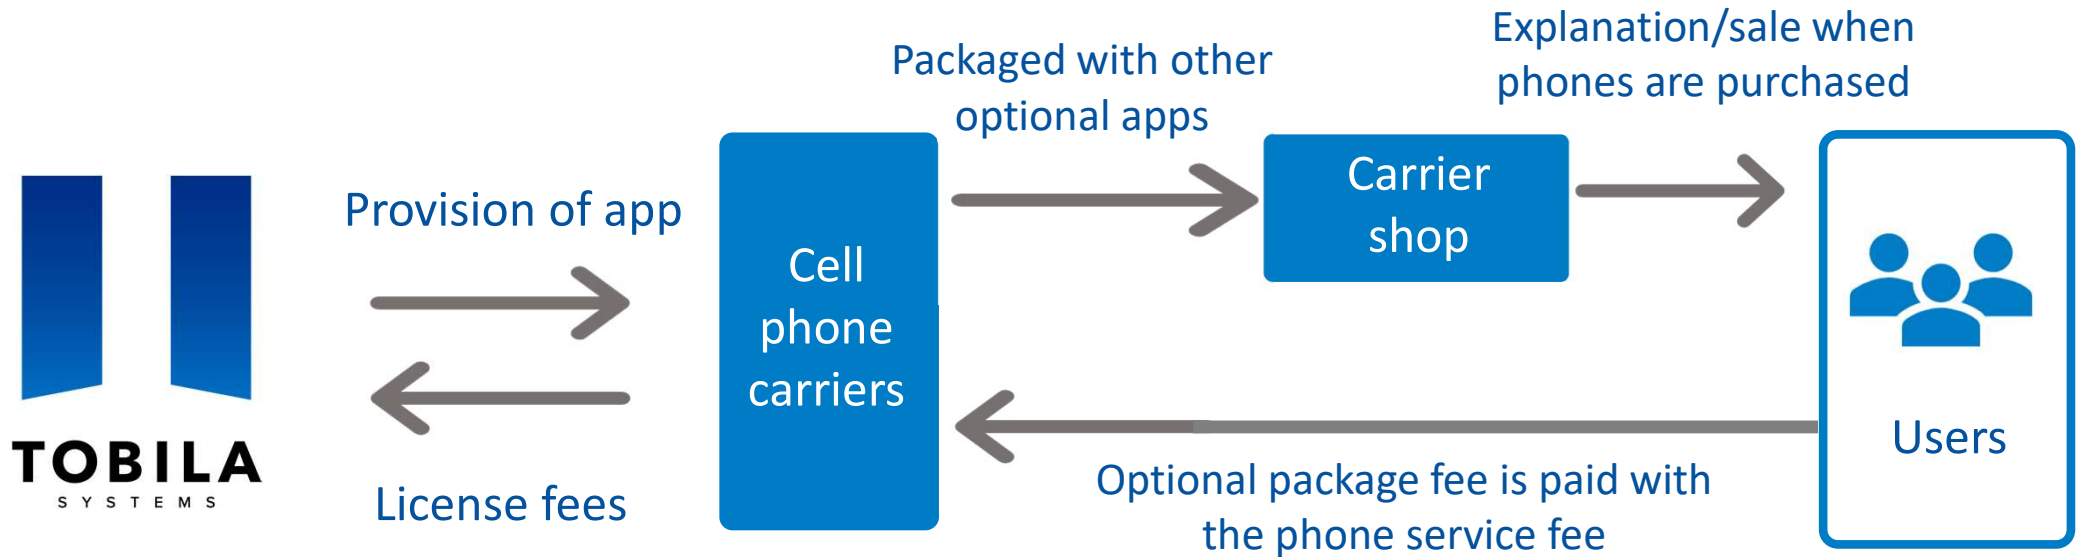 Explanation/sale when
phones are purchased
Packaged with other
optional apps
Carrier
shop
Provision of app
Cell
phone
carriers
Users
TOBILA
SYSTEMS
License fees
Optional package fee is paid with
the phone service fee